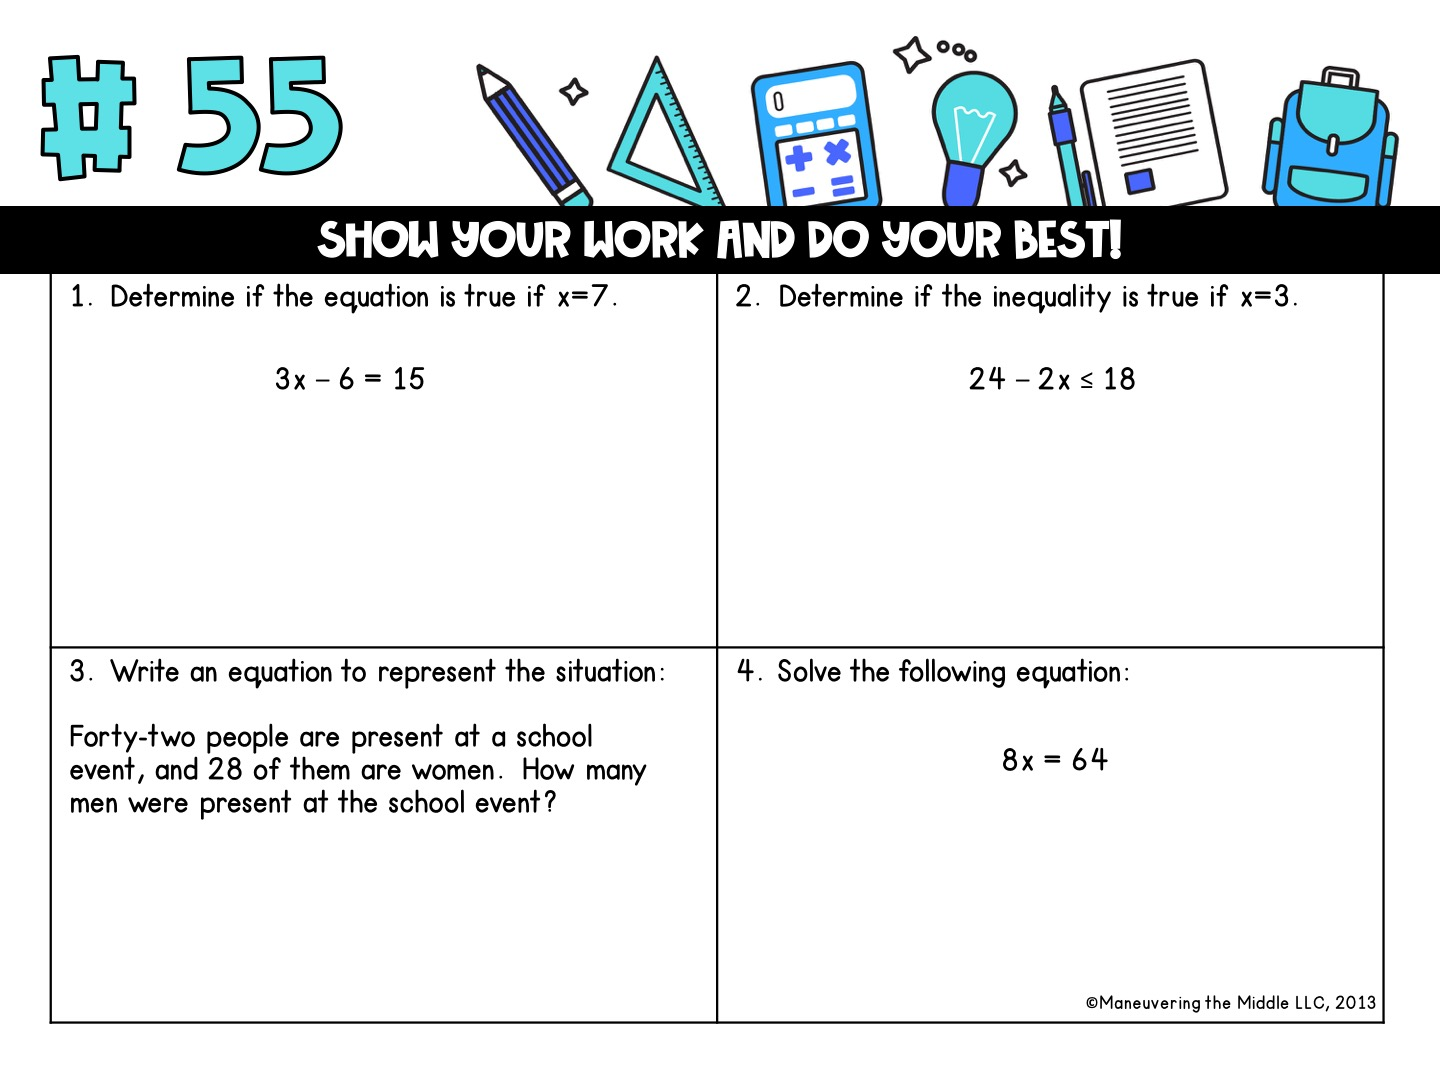 # 55
SHOW YOUR WORK AND DO YOUR BEST!
1. Determine if the equation is true if x=7.
3x – 6 = 15
2. Determine if the inequality is true if x=3.
24 – 2x ≤ 18
3. Write an equation to represent the situation:
Forty-two people are present at a school
event, and 28 of them are women. How many
men were present at the school event?
4. Solve the following equation:
8x = 64
©Maneuvering the Middle LLC, 2013